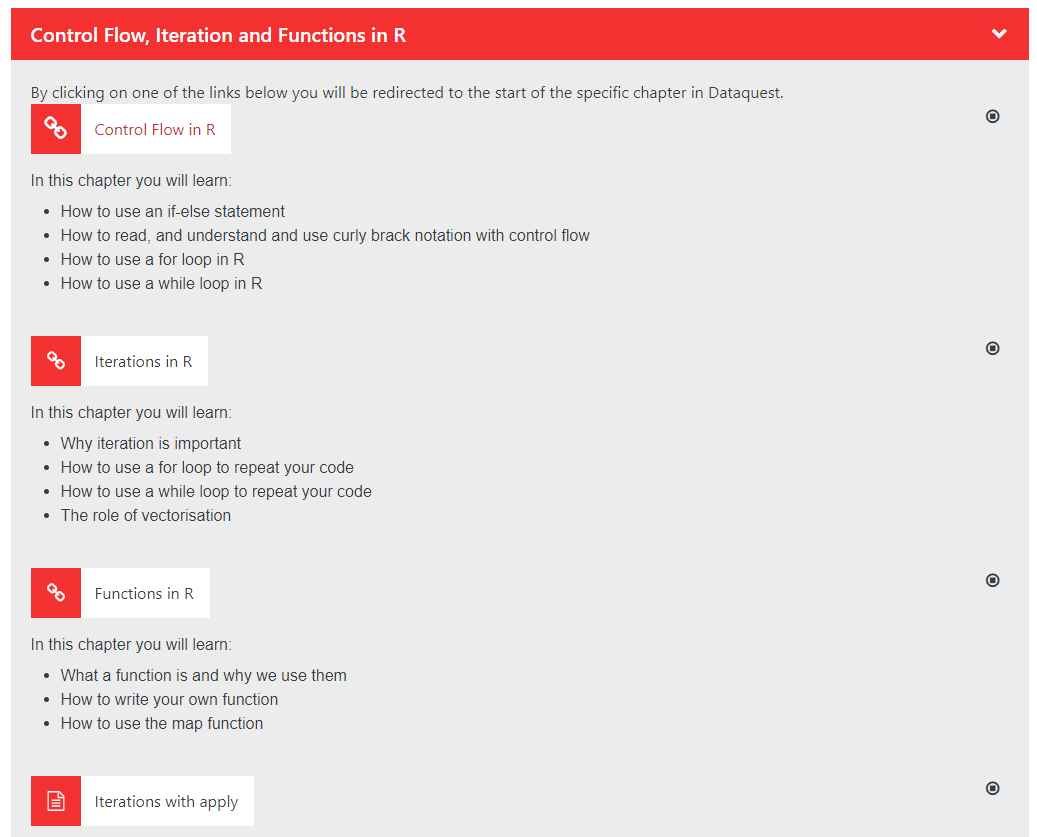 Control Flow, Iteration and Functions in R
By clicking on one of the links below you will be redirected to the start of the specific chapter in Dataquest.
Control Flow in R
In this chapter you will learn:
How to use an if-else statement
How to read, and understand and use curly brack notation with control flow
How to use a for loop in R
How to use a while loop in R
Iterations in R
In this chapter you will learn:
Why iteration is important
How to use a for loop to repeat your code
How to use a while loop to repeat your code
The role of vectorisation
Functions in R
In this chapter you will learn:
What a function is and why we use them
How to write your own function
How to use the map function
Iterations with apply